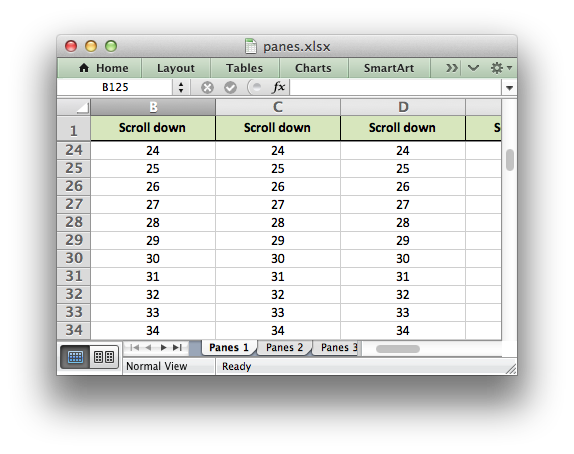 panes.xlsx
Home Layout Tables Charts SmartArt
B125 fx
B C D
1 Scroll down Scroll down Scroll down S
24 24 24 24
25 25 25 25
26 26 26 26
27 27 27 27
28 28 28 28
29 29 29 29
30 30 30 30
31 31 31 31
32 32 32 32
33 33 33 33
34 34 34 34
Panes 1 Panes 2 Panes 3
Normal View Ready